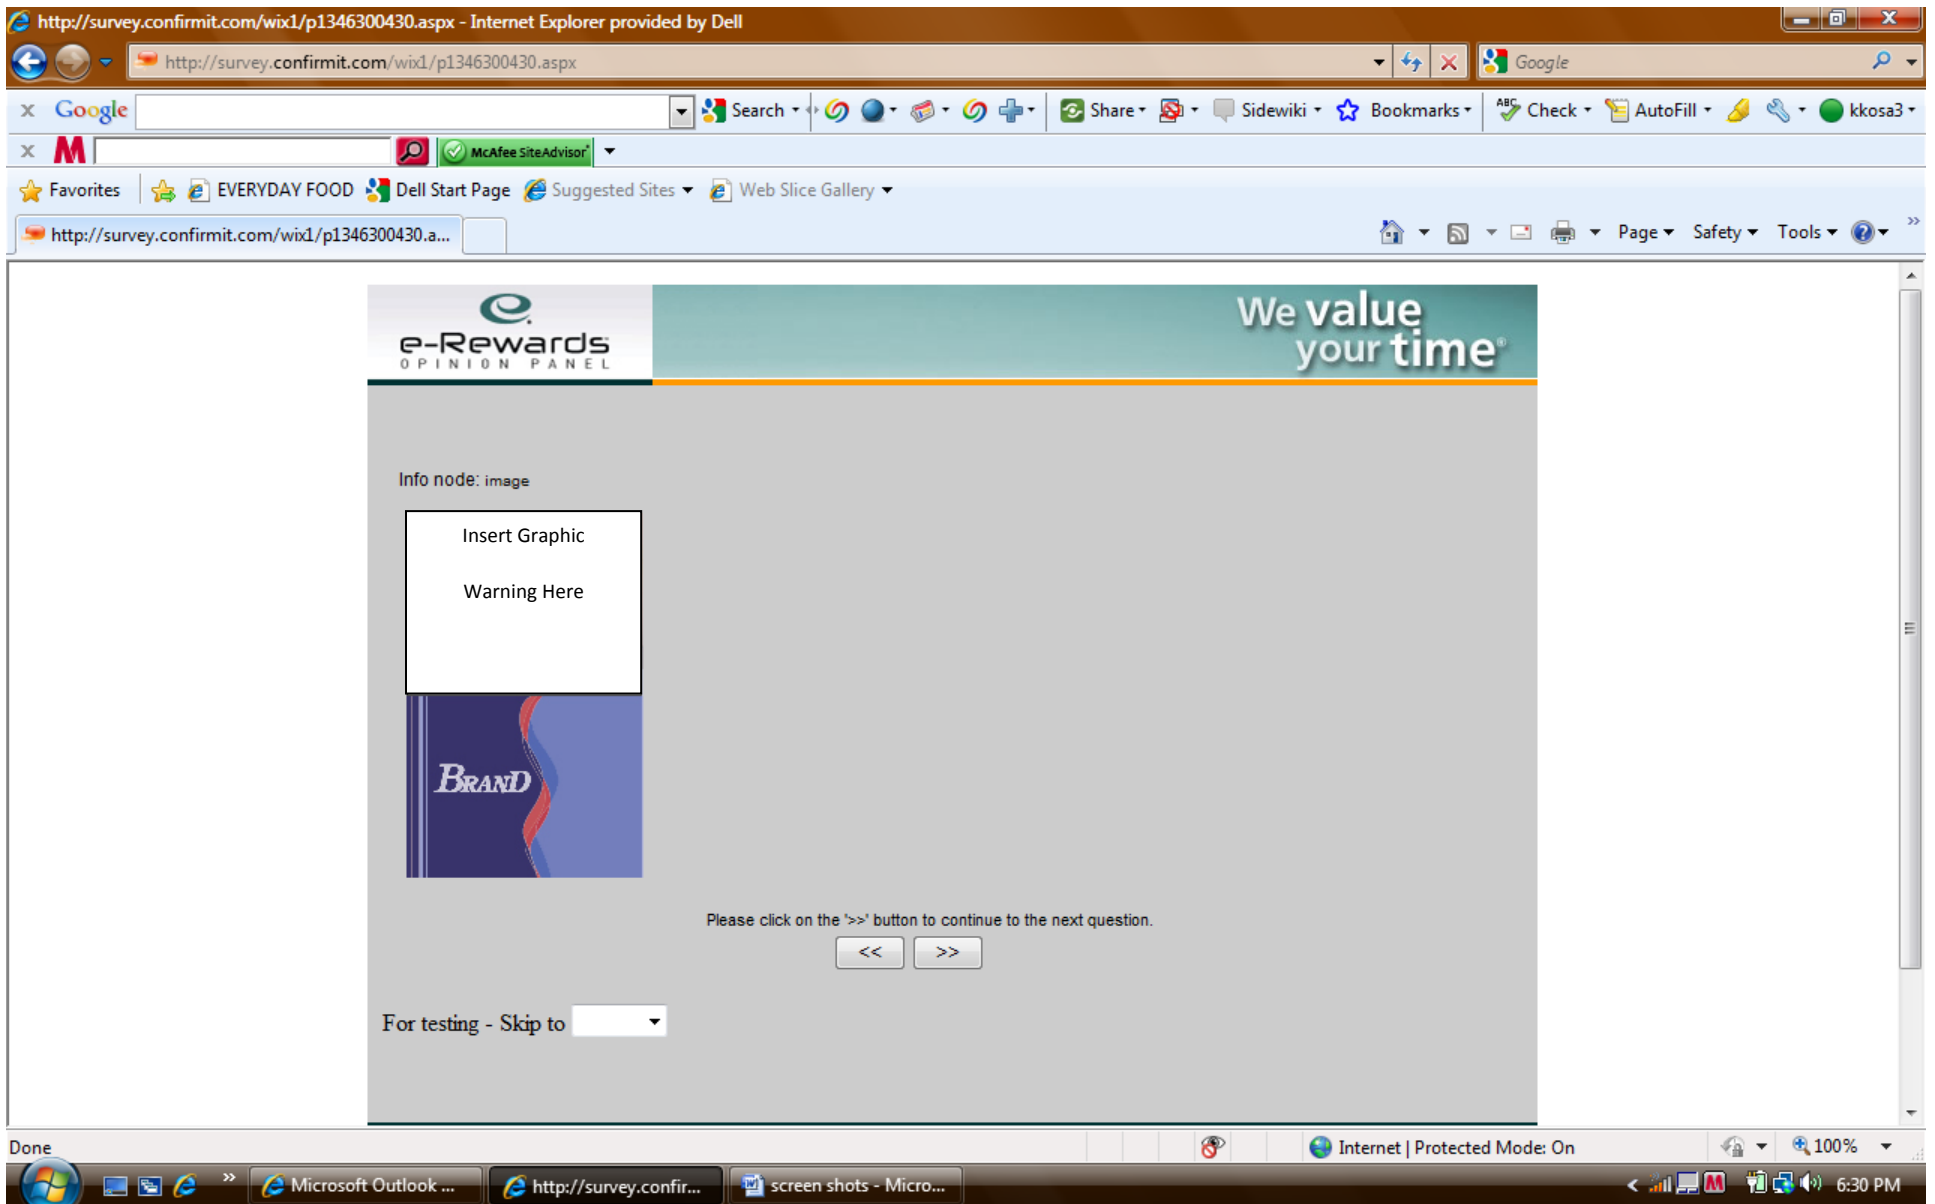 http://survey.confirmit.com/wix1/p1346300430.aspx - Internet Explorer provided by Dell
http://survey.confirmit.com/wix1/p1346300430.aspx
Google
x Google Search Share Sidewiki Bookmarks ABC Check AutoFill kkosa3
x M McAfee SiteAdvisor
Favorites EVERYDAY FOOD Dell Start Page Suggested Sites Web Slice Gallery
http://survey.confirmit.com/wix1/p1346300430.a... Page Safety Tools >>
e-Rewards
OPINION PANEL
We value
your time®
Info node: image
Insert Graphic
Warning Here
BRAND
Please click on the '>>' button to continue to the next question.
<< >>
For testing - Skip to
Done Internet | Protected Mode: On 100%
>> Microsoft Outlook ... http://survey.confir... screen shots - Micro... < M 6:30 PM